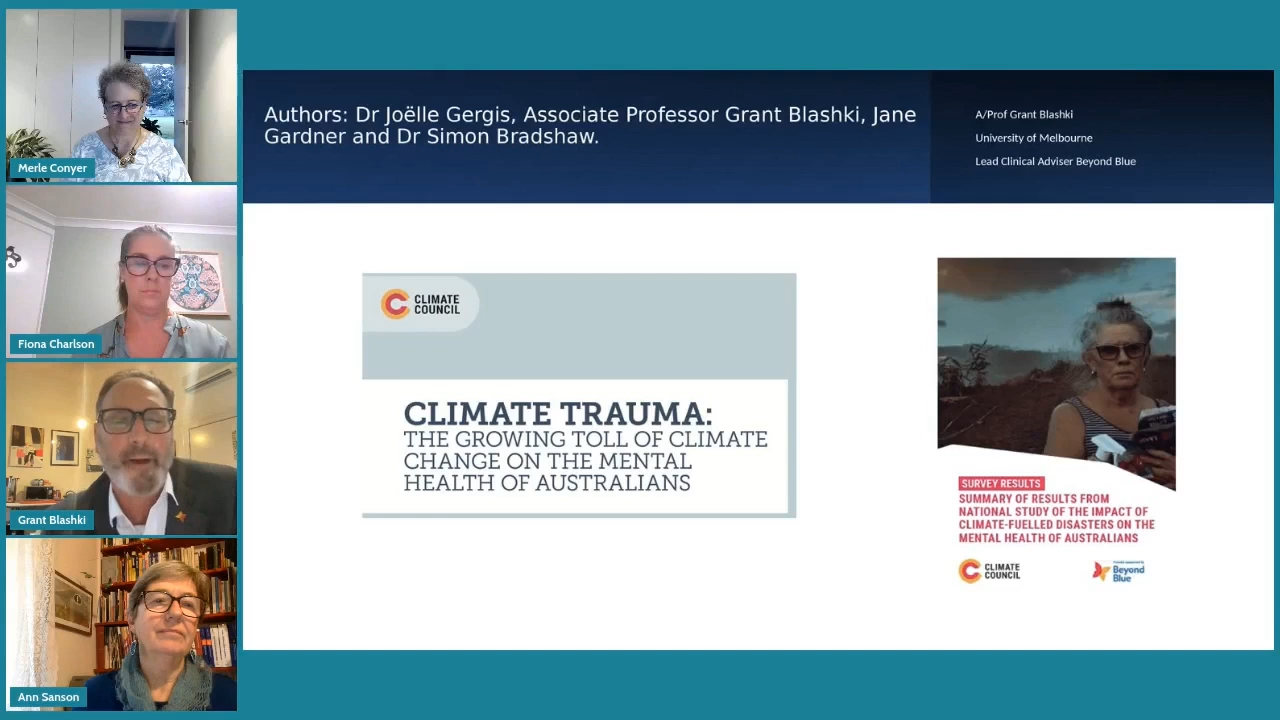 Merle Conyer
Fiona Charlson
Grant Blashki
Ann Sanson
Authors: Dr Joëlle Gergis, Associate Professor Grant Blashki, Jane
Gardner and Dr Simon Bradshaw.
A/Prof Grant Blashki
University of Melbourne
Lead Clinical Adviser Beyond Blue
CLIMATE
COUNCIL
CLIMATE TRAUMA:
THE GROWING TOLL OF CLIMATE
CHANGE ON THE MENTAL
HEALTH OF AUSTRALIANS
SURVEY RESULTS
SUMMARY OF RESULTS FROM
NATIONAL STUDY OF THE IMPACT OF
CLIMATE-FUELLED DISASTERS ON THE
MENTAL HEALTH OF AUSTRALIANS
CLIMATE
COUNCIL
Beyond
Blue